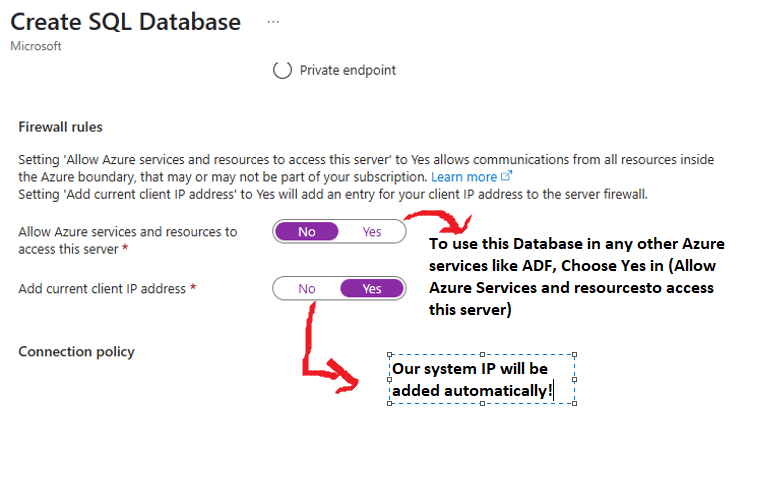 Create SQL Database ...
Microsoft
Private endpoint
Firewall rules
Setting 'Allow Azure services and resources to access this server' to Yes allows communications from all resources inside
the Azure boundary, that may or may not be part of your subscription. Learn more
Setting 'Add current client IP address' to Yes will add an entry for your client IP address to the server firewall.
Allow Azure services and resources to
access this server *
No Yes
To use this Database in any other Azure
services like ADF, Choose Yes in (Allow
Azure Services and resourcesto access
this server)
Add current client IP address *
No Yes
Connection policy
Our system IP will be
added automatically!